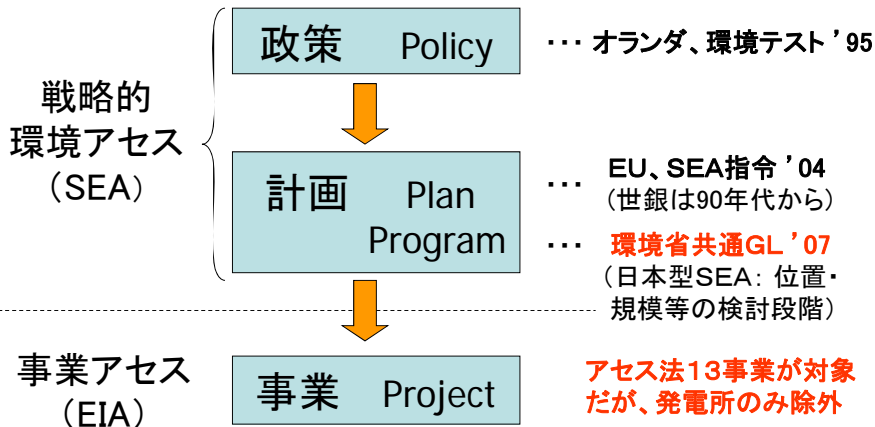 政策 Policy
・・・ オランダ、環境テスト ’95
戦略的
環境アセス
（SEA）
計画 Plan
Program
・・・ EU、SEA指令 ’04
（世銀は90年代から）
・・・ 環境省共通GL ’07
（日本型SEA： 位置・
規模等の検討段階）
事業アセス
（EIA）
事業 Project
アセス法１３事業が対象
だが、発電所のみ除外